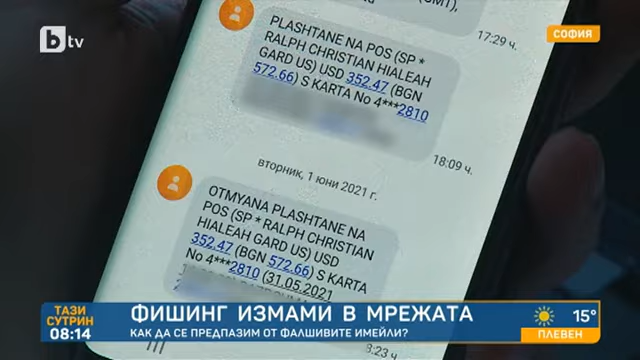 GMT),
17:29 ч.
PLASHTANE NA POS (SP *
RALPH CHRISTIAN HIALEAH
GARD US) USD 352.47 (BGN
572.66) S KARTA No 4***2810
18:09 ч.
вторник, 1 юни 2021 г.
OTMYANA PLASHTANE NA
POS (SP * RALPH CHRISTIAN
HIALEAH GARD US) USD
352.47 (BGN 572.66) S KARTA
No 4***2810 (31.05.2021
8:23 ч.
btv
СОФИЯ
ТАЗИ
СУТРИН
08:14
ФИШИНГ ИЗМАМИ В МРЕЖАТА
КАК ДА СЕ ПРЕДПАЗИМ ОТ ФАЛШИВИТЕ ИМЕЙЛИ?
15°
ПЛЕВЕН